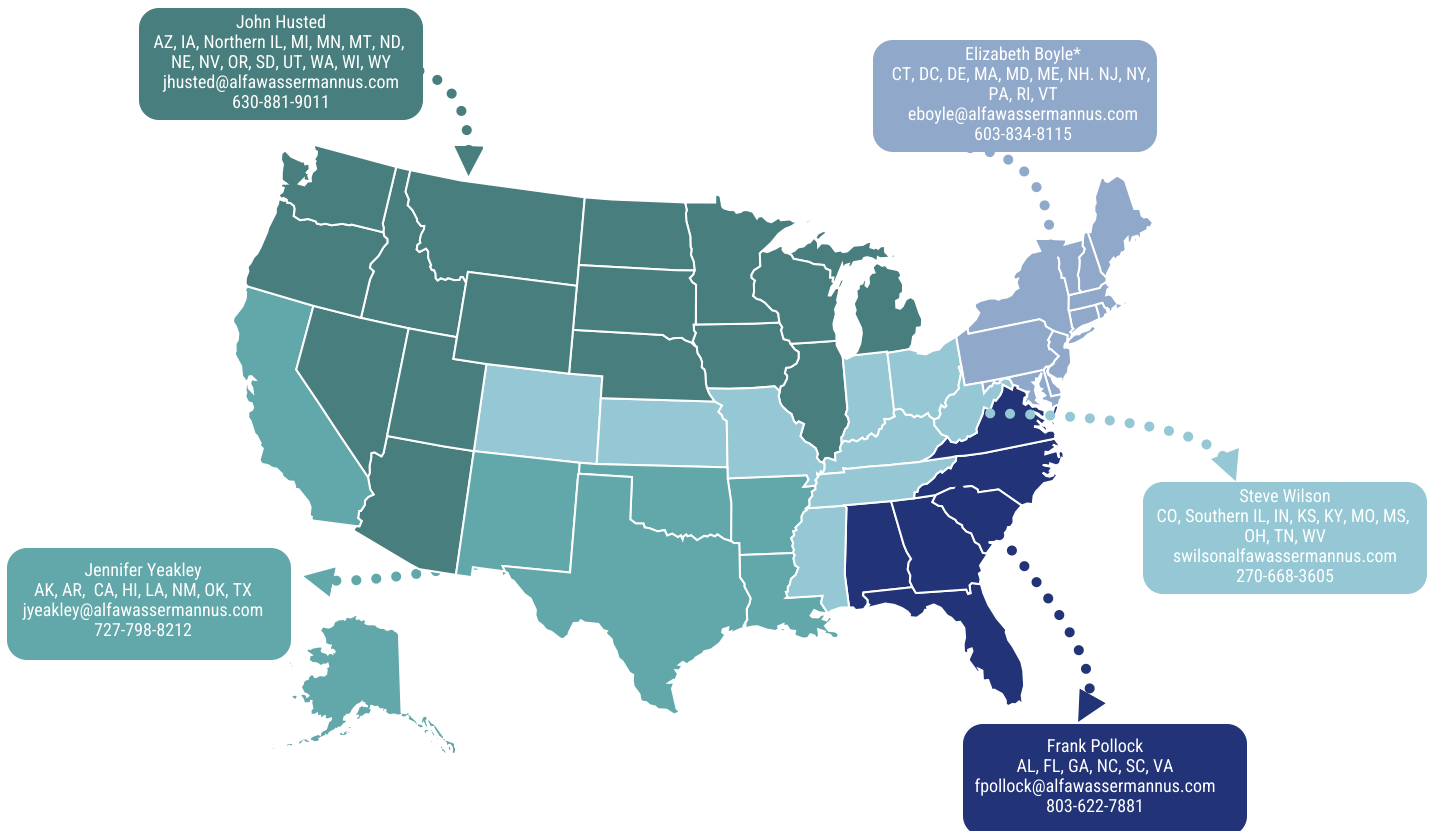 John Husted
AZ, IA, Northern IL, MI, MN, MT, ND,
NE, NV, OR, SD, UT, WA, WI, WY
jhusted@alfawassermannus.com
630-881-9011
Elizabeth Boyle*
CT, DC, DE, MA, MD, ME, NH. NJ, NY,
PA, RI, VT
eboyle@alfawassermannus.com
603-834-8115
Steve Wilson
CO, Southern IL, IN, KS, KY, MO, MS,
OH, TN, WV
swilsonalfawassermannus.com
270-668-3605
Jennifer Yeakley
AK, AR,  CA, HI, LA, NM, OK, TX
jyeakley@alfawassermannus.com
727-798-8212
Frank Pollock
AL, FL, GA, NC, SC, VA
fpollock@alfawassermannus.com
803-622-7881